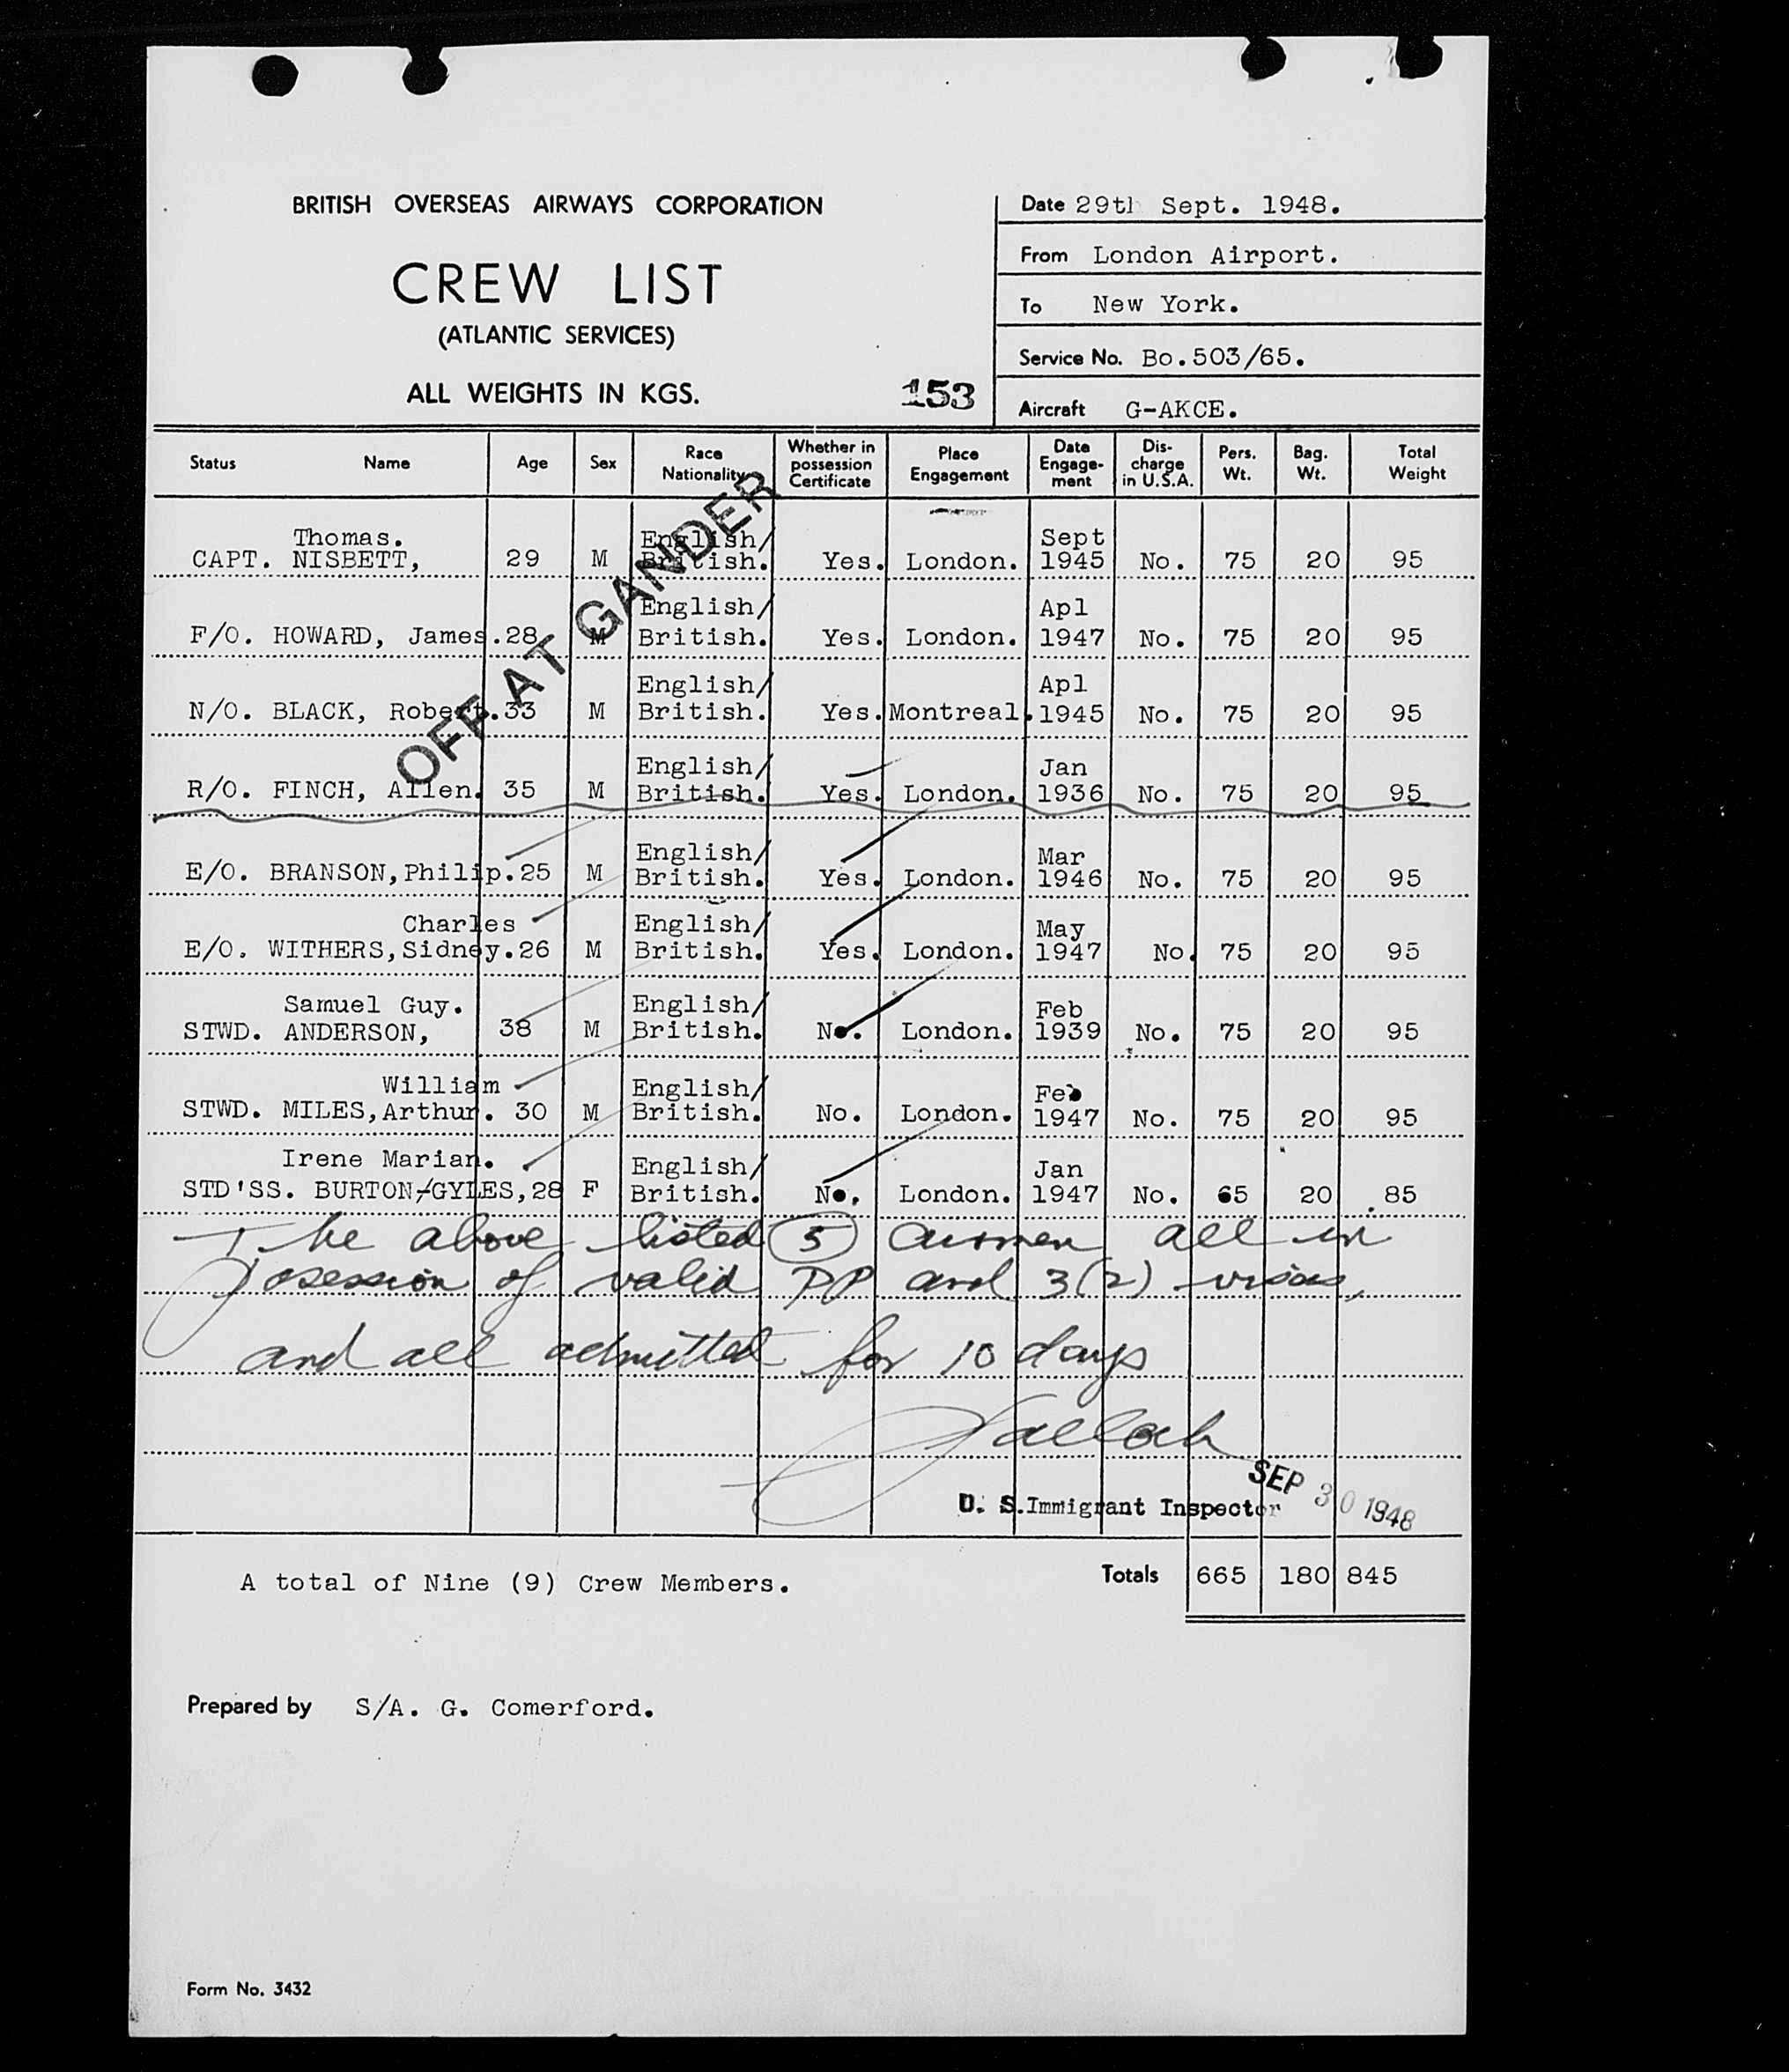 BRITISH OVERSEAS AIRWAYS CORPORATION
CREW LIST
(ATLANTIC SERVICES)
ALL WEIGHTS IN KGS.
153
Date 29th Sept. 1948.
From London Airport.
To New York.
Service No. Bo.503/65.
Aircraft G-AKCE.
Status Name Age Sex Race Nationality Whether in possession Certificate Place Engagement Date Engage-ment Dis-charge in U.S.A. Pers. Wt. Bag. Wt. Total Weight
OFF AT GANDER
Thomas. English/ Sept
CAPT. NISBETT, 29 M British. Yes. London. 1945 No. 75 20 95
English/ Apl
F/O. HOWARD, James. 28 M British. Yes. London. 1947 No. 75 20 95
English/ Apl
N/O. BLACK, Robert. 33 M British. Yes. Montreal. 1945 No. 75 20 95
English/ Jan
R/O. FINCH, Allen. 35 M British. Yes. London. 1936 No. 75 20 95
English/ Mar
E/O. BRANSON, Philip. 25 M British. Yes. London. 1946 No. 75 20 95
Charles English/ May
E/O. WITHERS, Sidney. 26 M British. Yes. London. 1947 No. 75 20 95
Samuel Guy. English/ Feb
STWD. ANDERSON, 38 M British. No. London. 1939 No. 75 20 95
William English/ Feb
STWD. MILES, Arthur. 30 M British. No. London. 1947 No. 75 20 95
Irene Marian. English/ Jan
STD'SS. BURTON-GYLES, 28 F British. No. London. 1947 No. 65 20 85
The above listed 5 all in
posession of valid PP and 3(2) visas,
and all admitted for 10 days
U. S. Immigrant Inspector
SEP 30 1948
A total of Nine (9) Crew Members.
Totals 665 180 845
Prepared by S/A. G. Comerford.
Form No. 3432